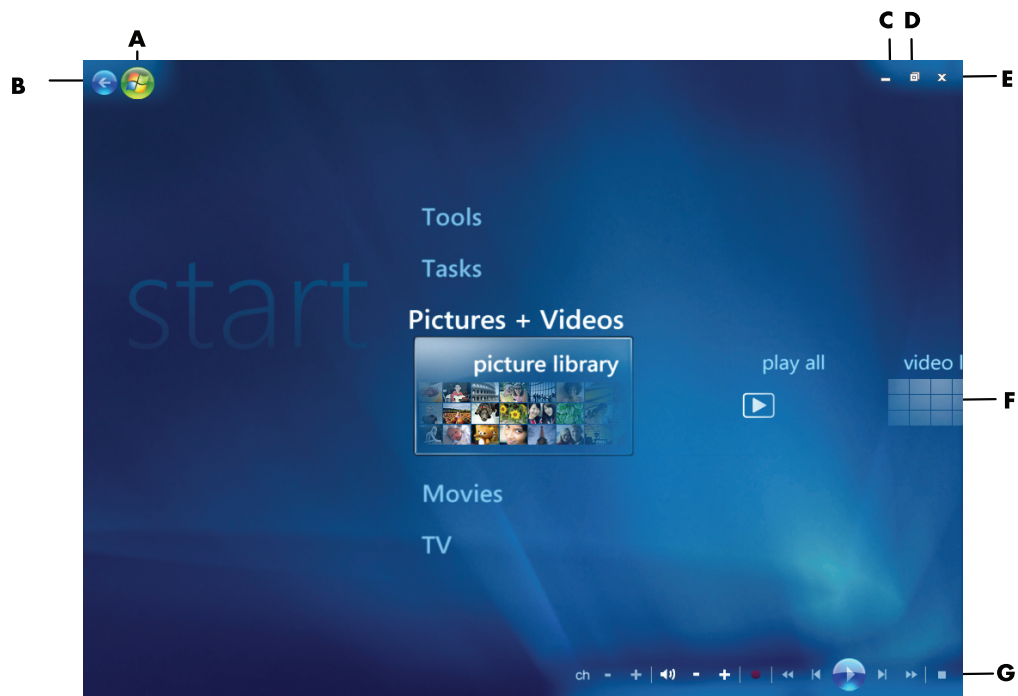 A
B
C D
E
Tools
Tasks
start
Pictures + Videos
picture library
play all
video l
F
Movies
TV
ch - +
- +
G